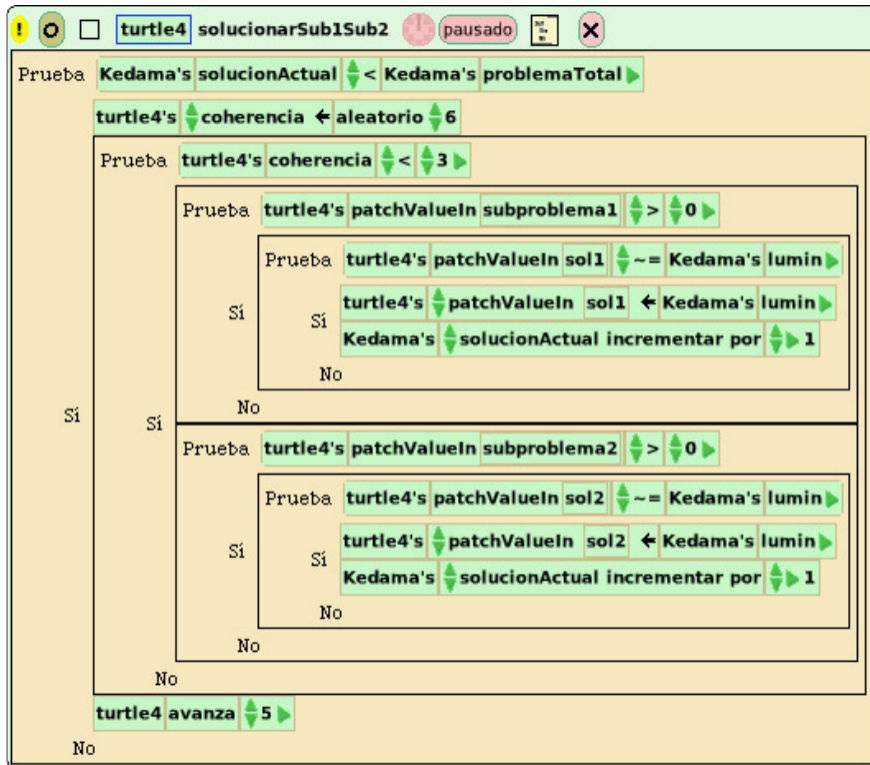 ! turtle4 solucionarSub1Sub2 pausado
Prueba Kedama's solucionActual < Kedama's problemaTotal
turtle4's coherencia ← aleatorio 6
Prueba turtle4's coherencia < 3
Prueba turtle4's patchValueIn subproblema1 > 0
Prueba turtle4's patchValueIn sol1 ~= Kedama's lumin
Sí Sí turtle4's patchValueIn sol1 ← Kedama's lumin
Kedama's solucionActual incrementar por 1
No
No
Sí Sí
Prueba turtle4's patchValueIn subproblema2 > 0
Prueba turtle4's patchValueIn sol2 ~= Kedama's lumin
Sí Sí turtle4's patchValueIn sol2 ← Kedama's lumin
Kedama's solucionActual incrementar por 1
No
No
No
turtle4 avanza 5
No